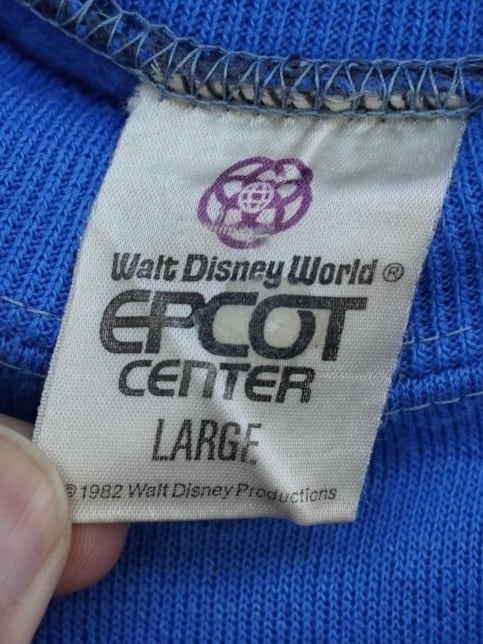 Walt Disney World ®
EPCOT
CENTER
LARGE
© 1982 Walt Disney Productions